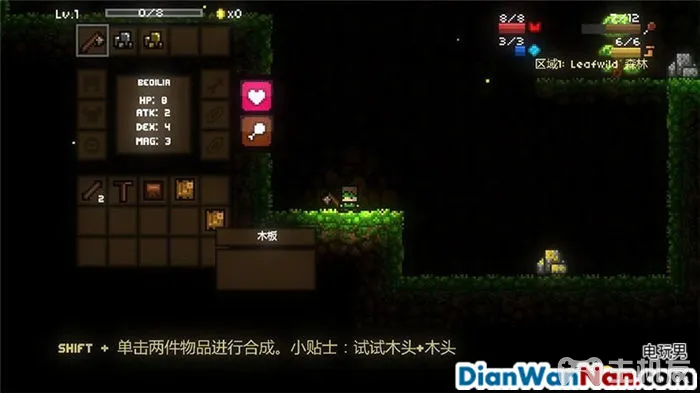 Lv.1
0/8
x0
8/8
3/3
6/6
区域1: Leafwild 森林
BEOILIA
HP: 8
ATK: 2
DEX: 4
MAG: 3
2
木板
SHIFT + 单击两件物品进行合成。小贴士：试试木头+木头
电玩男
DianWanNan.com